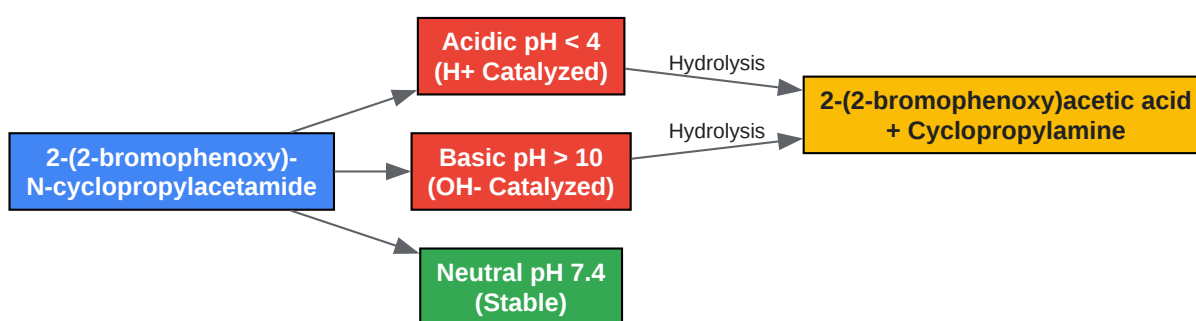 Acidic pH < 4
(H+ Catalyzed)
Hydrolysis
2-(2-bromophenoxy)acetic acid
+ Cyclopropylamine
2-(2-bromophenoxy)-
N-cyclopropylacetamide
Basic pH > 10
(OH- Catalyzed)
Hydrolysis
Neutral pH 7.4
(Stable)